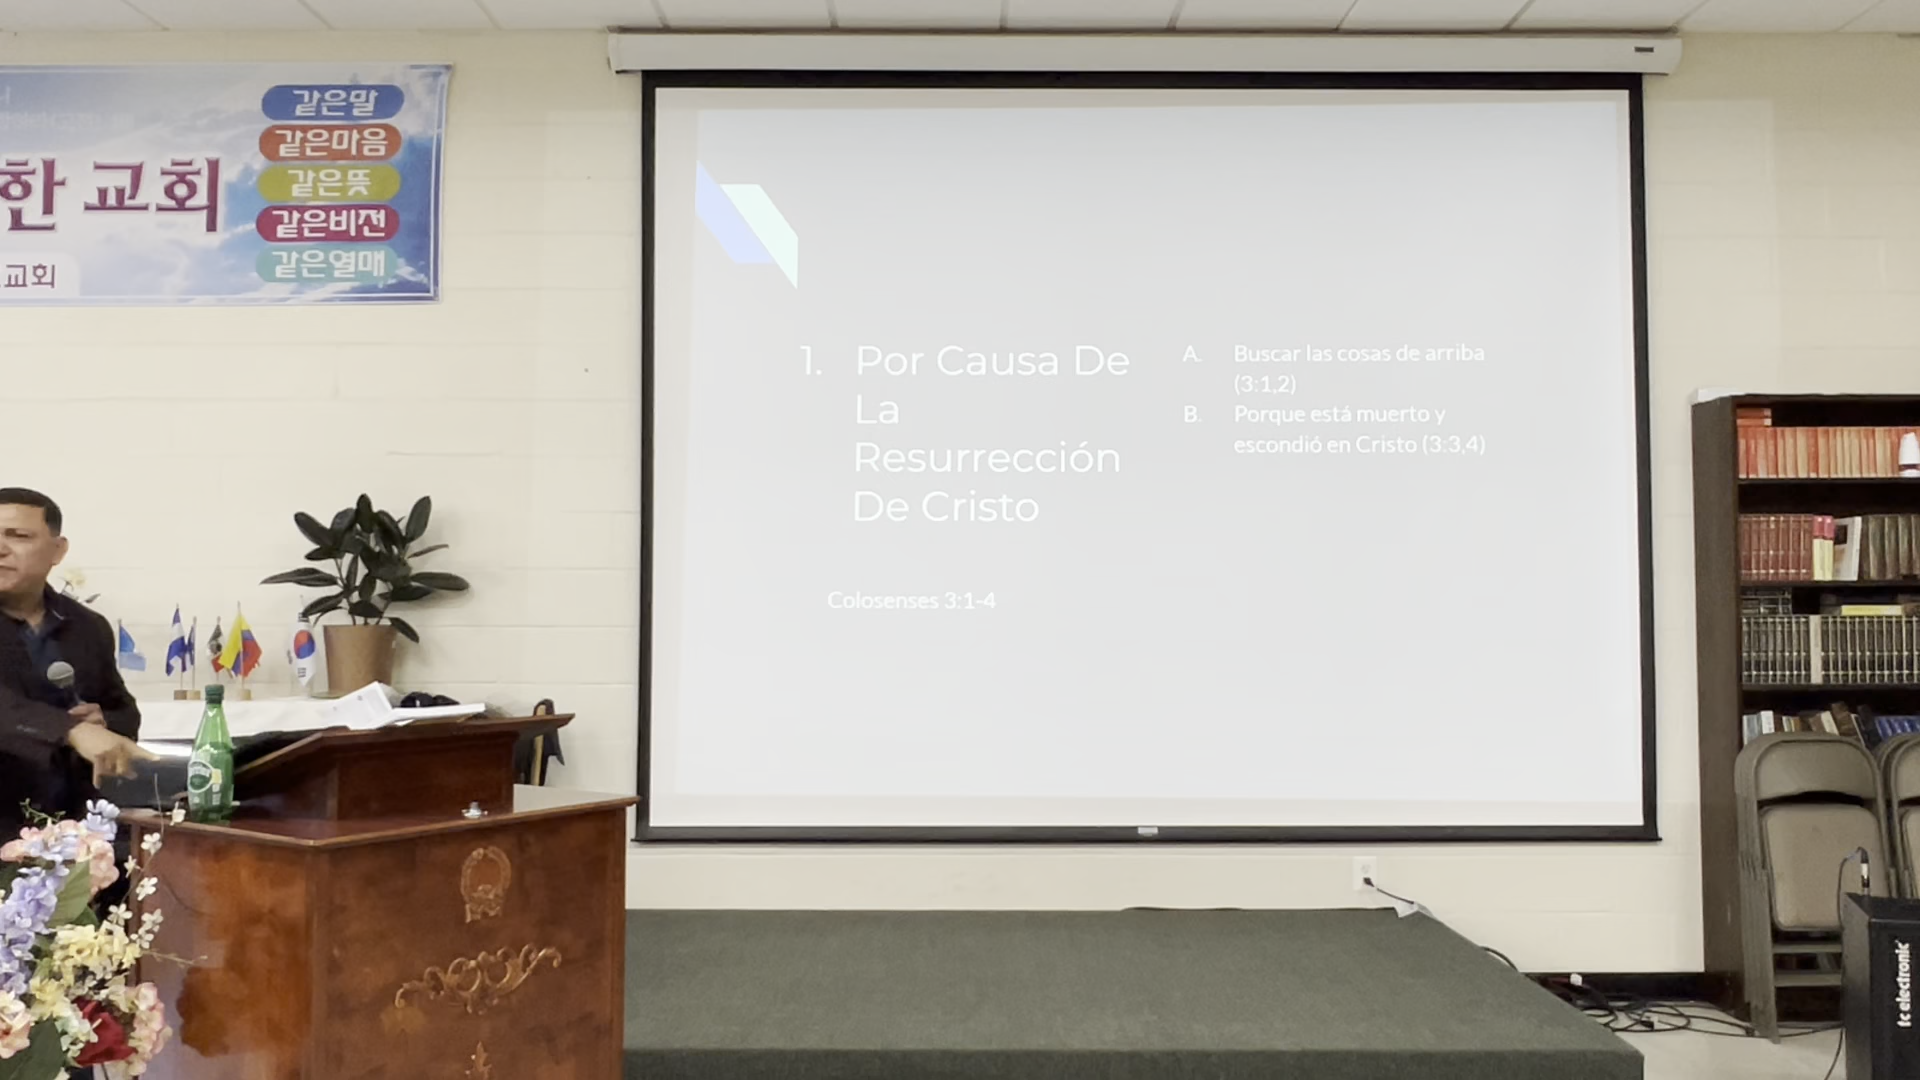 같은말
같은마음
같은뜻
같은비전
같은열매
한 교회
교회
1. Por Causa De
La
Resurrección
De Cristo
Colosenses 3:1-4
A. Buscar las cosas de arriba
(3:1,2)
B. Porque está muerto y
escondió en Cristo (3:3,4)
tc electronic